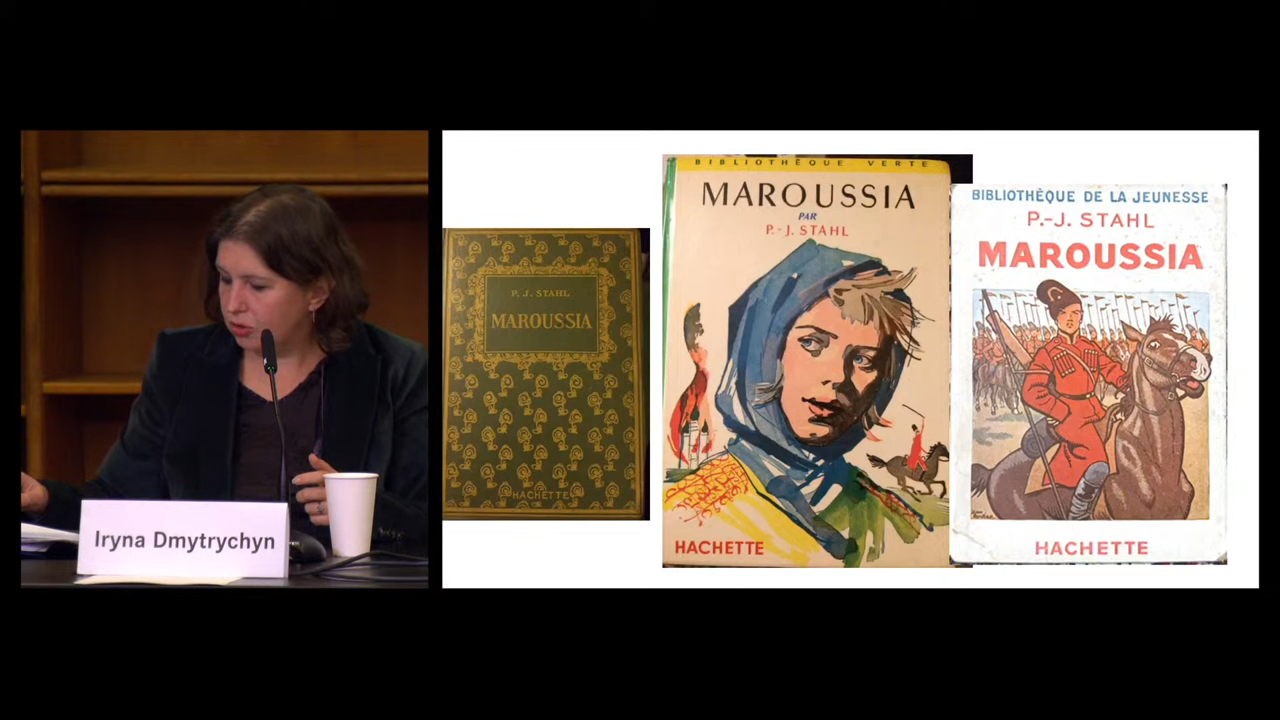 Iryna Dmytrychyn
P. J. STAHL
MAROUSSIA
HACHETTE
BIBLIOTHÈQUE VERTE
MAROUSSIA
PAR
P.-J. STAHL
HACHETTE
BIBLIOTHÈQUE DE LA JEUNESSE
P.-J. STAHL
MAROUSSIA
HACHETTE